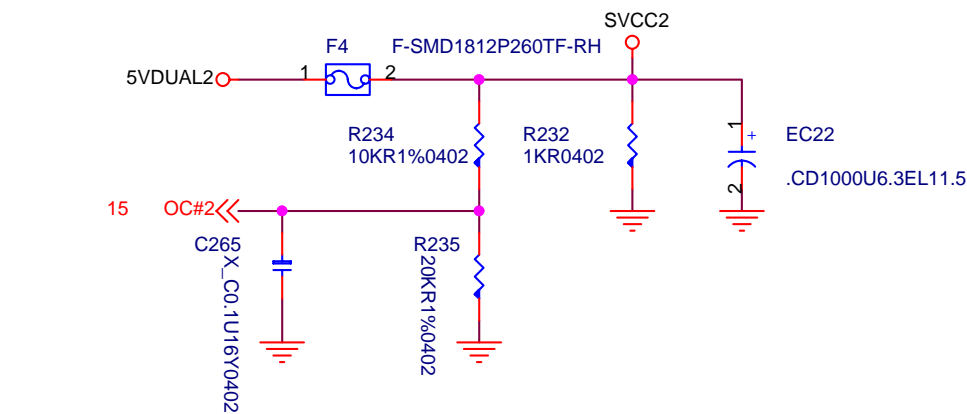 SVCC2
F4 F-SMD1812P260TF-RH
5VDUAL2 1 2
R234
10KR1%0402
R232
1KR0402
1
+
2
EC22
.CD1000U6.3EL11.5
15 OC#2
C265
X_C0.1U16Y0402
R235
20KR1%0402